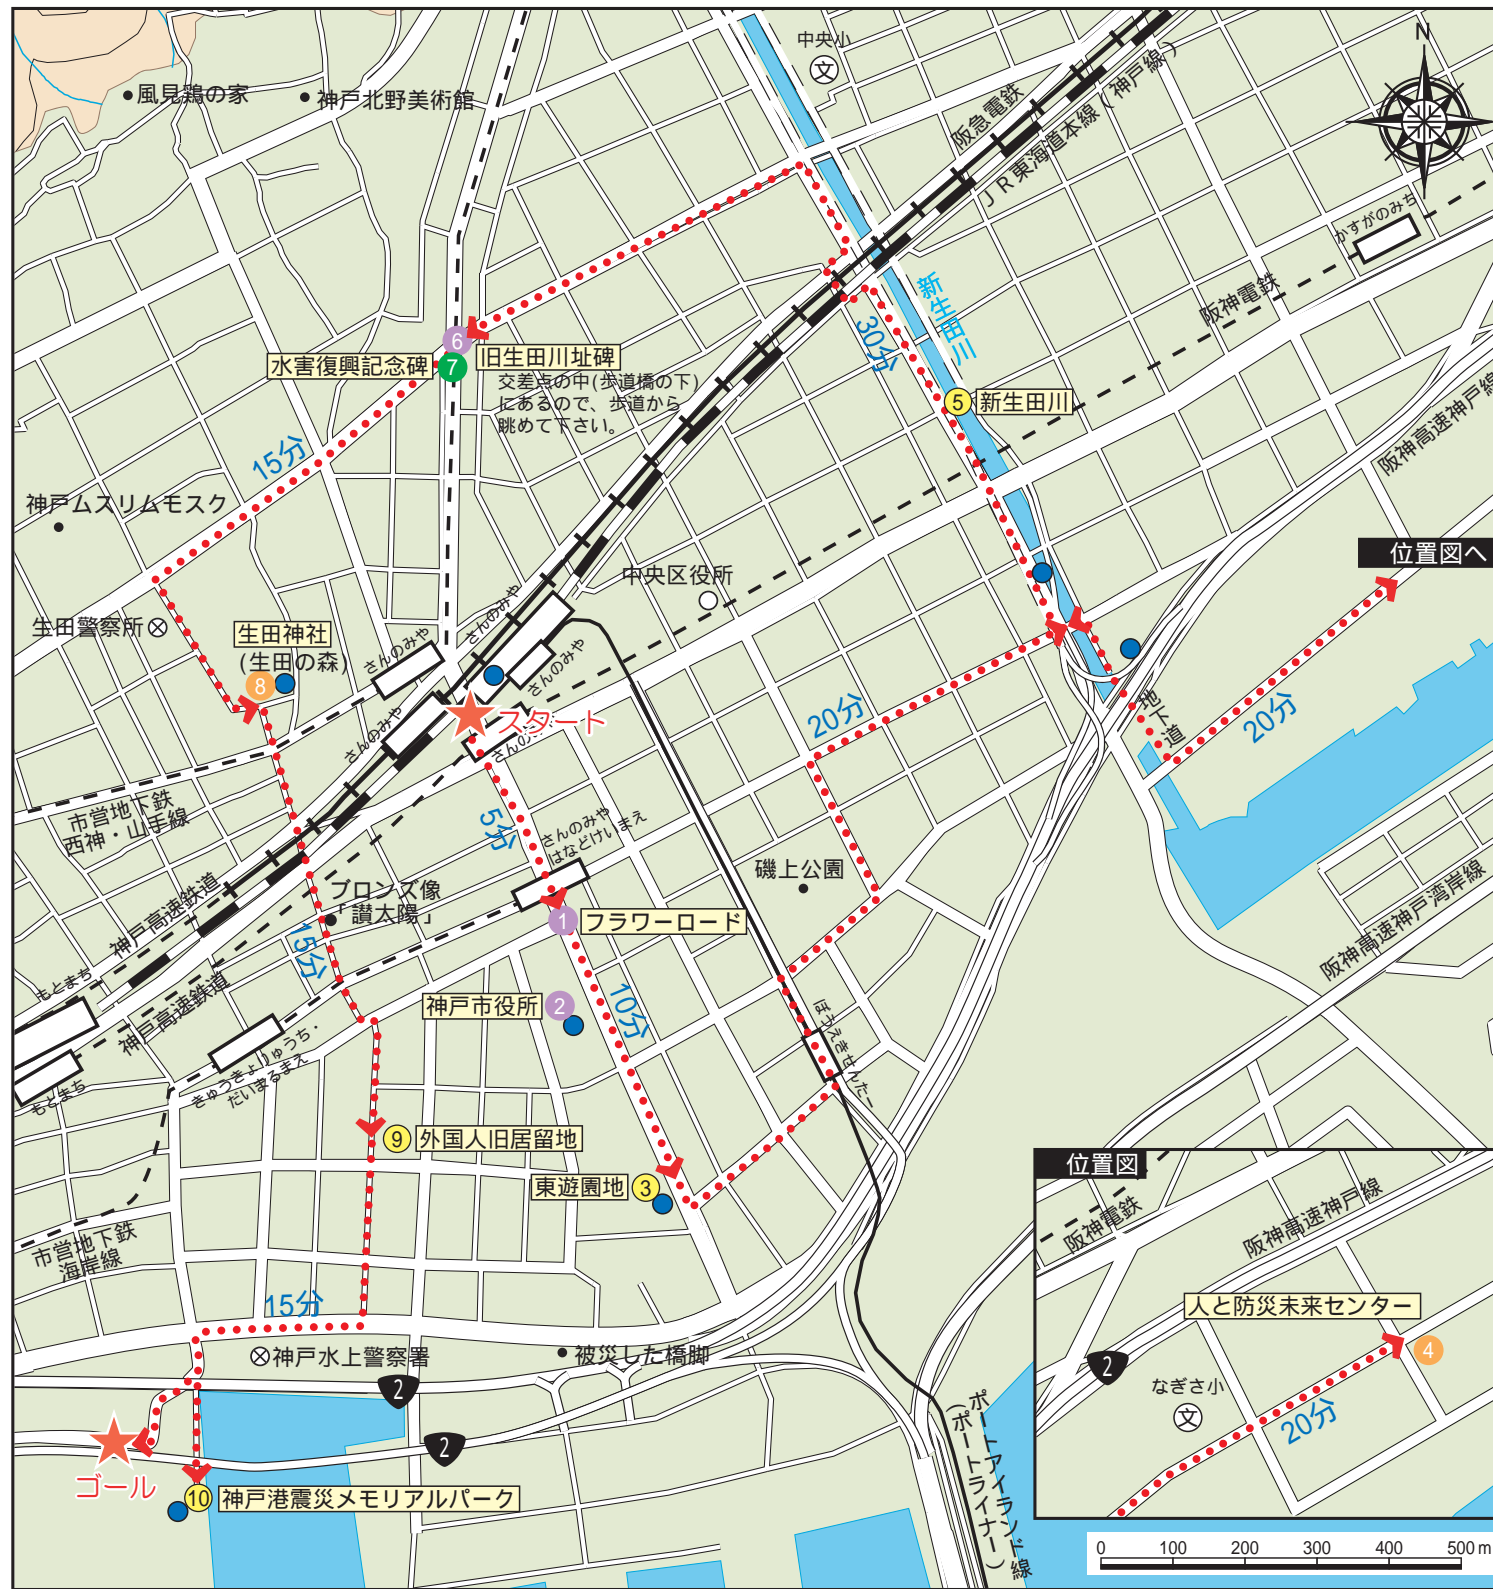 中央小
文
N
風見鶏の家
神戸北野美術館
阪急電鉄
JR東海道本線(神戸線)
かすがのみち
阪神電鉄
新生田川
30分
6
旧生田川址碑
水害復興記念碑
7
交差点の中(歩道橋の下)
にあるので、歩道から
眺めて下さい。
5
新生田川
阪神高速神戸線
15分
神戸ムスリムモスク
位置図へ
中央区役所
さんのみや
生田警察所
生田神社
(生田の森)
さんのみや
さんのみや
8
20分
地下道
20分
スタート
さんのみや
さんの
市営地下鉄
西神・山手線
5分
さんのみや
はなどけいまえ
磯上公園
神戸高速鉄道
ブロンズ像
「讃太陽」
1
フラワーロード
阪神高速神戸湾岸線
15分
もとまち
神戸高速鉄道
神戸市役所
2
10分
ぼうえきせんたー
きゅうきょりゅうち・
だいまるまえ
もとまち
9
外国人旧居留地
東遊園地
3
位置図
阪神電鉄
阪神高速神戸線
市営地下鉄
海岸線
15分
人と防災未来センター
4
神戸水上警察署
被災した橋脚
2
2
なぎさ小
文
20分
2
ゴール
10
神戸港震災メモリアルパーク
ポートアイランド線
(ポートライナー)
0 100 200 300 400 500m